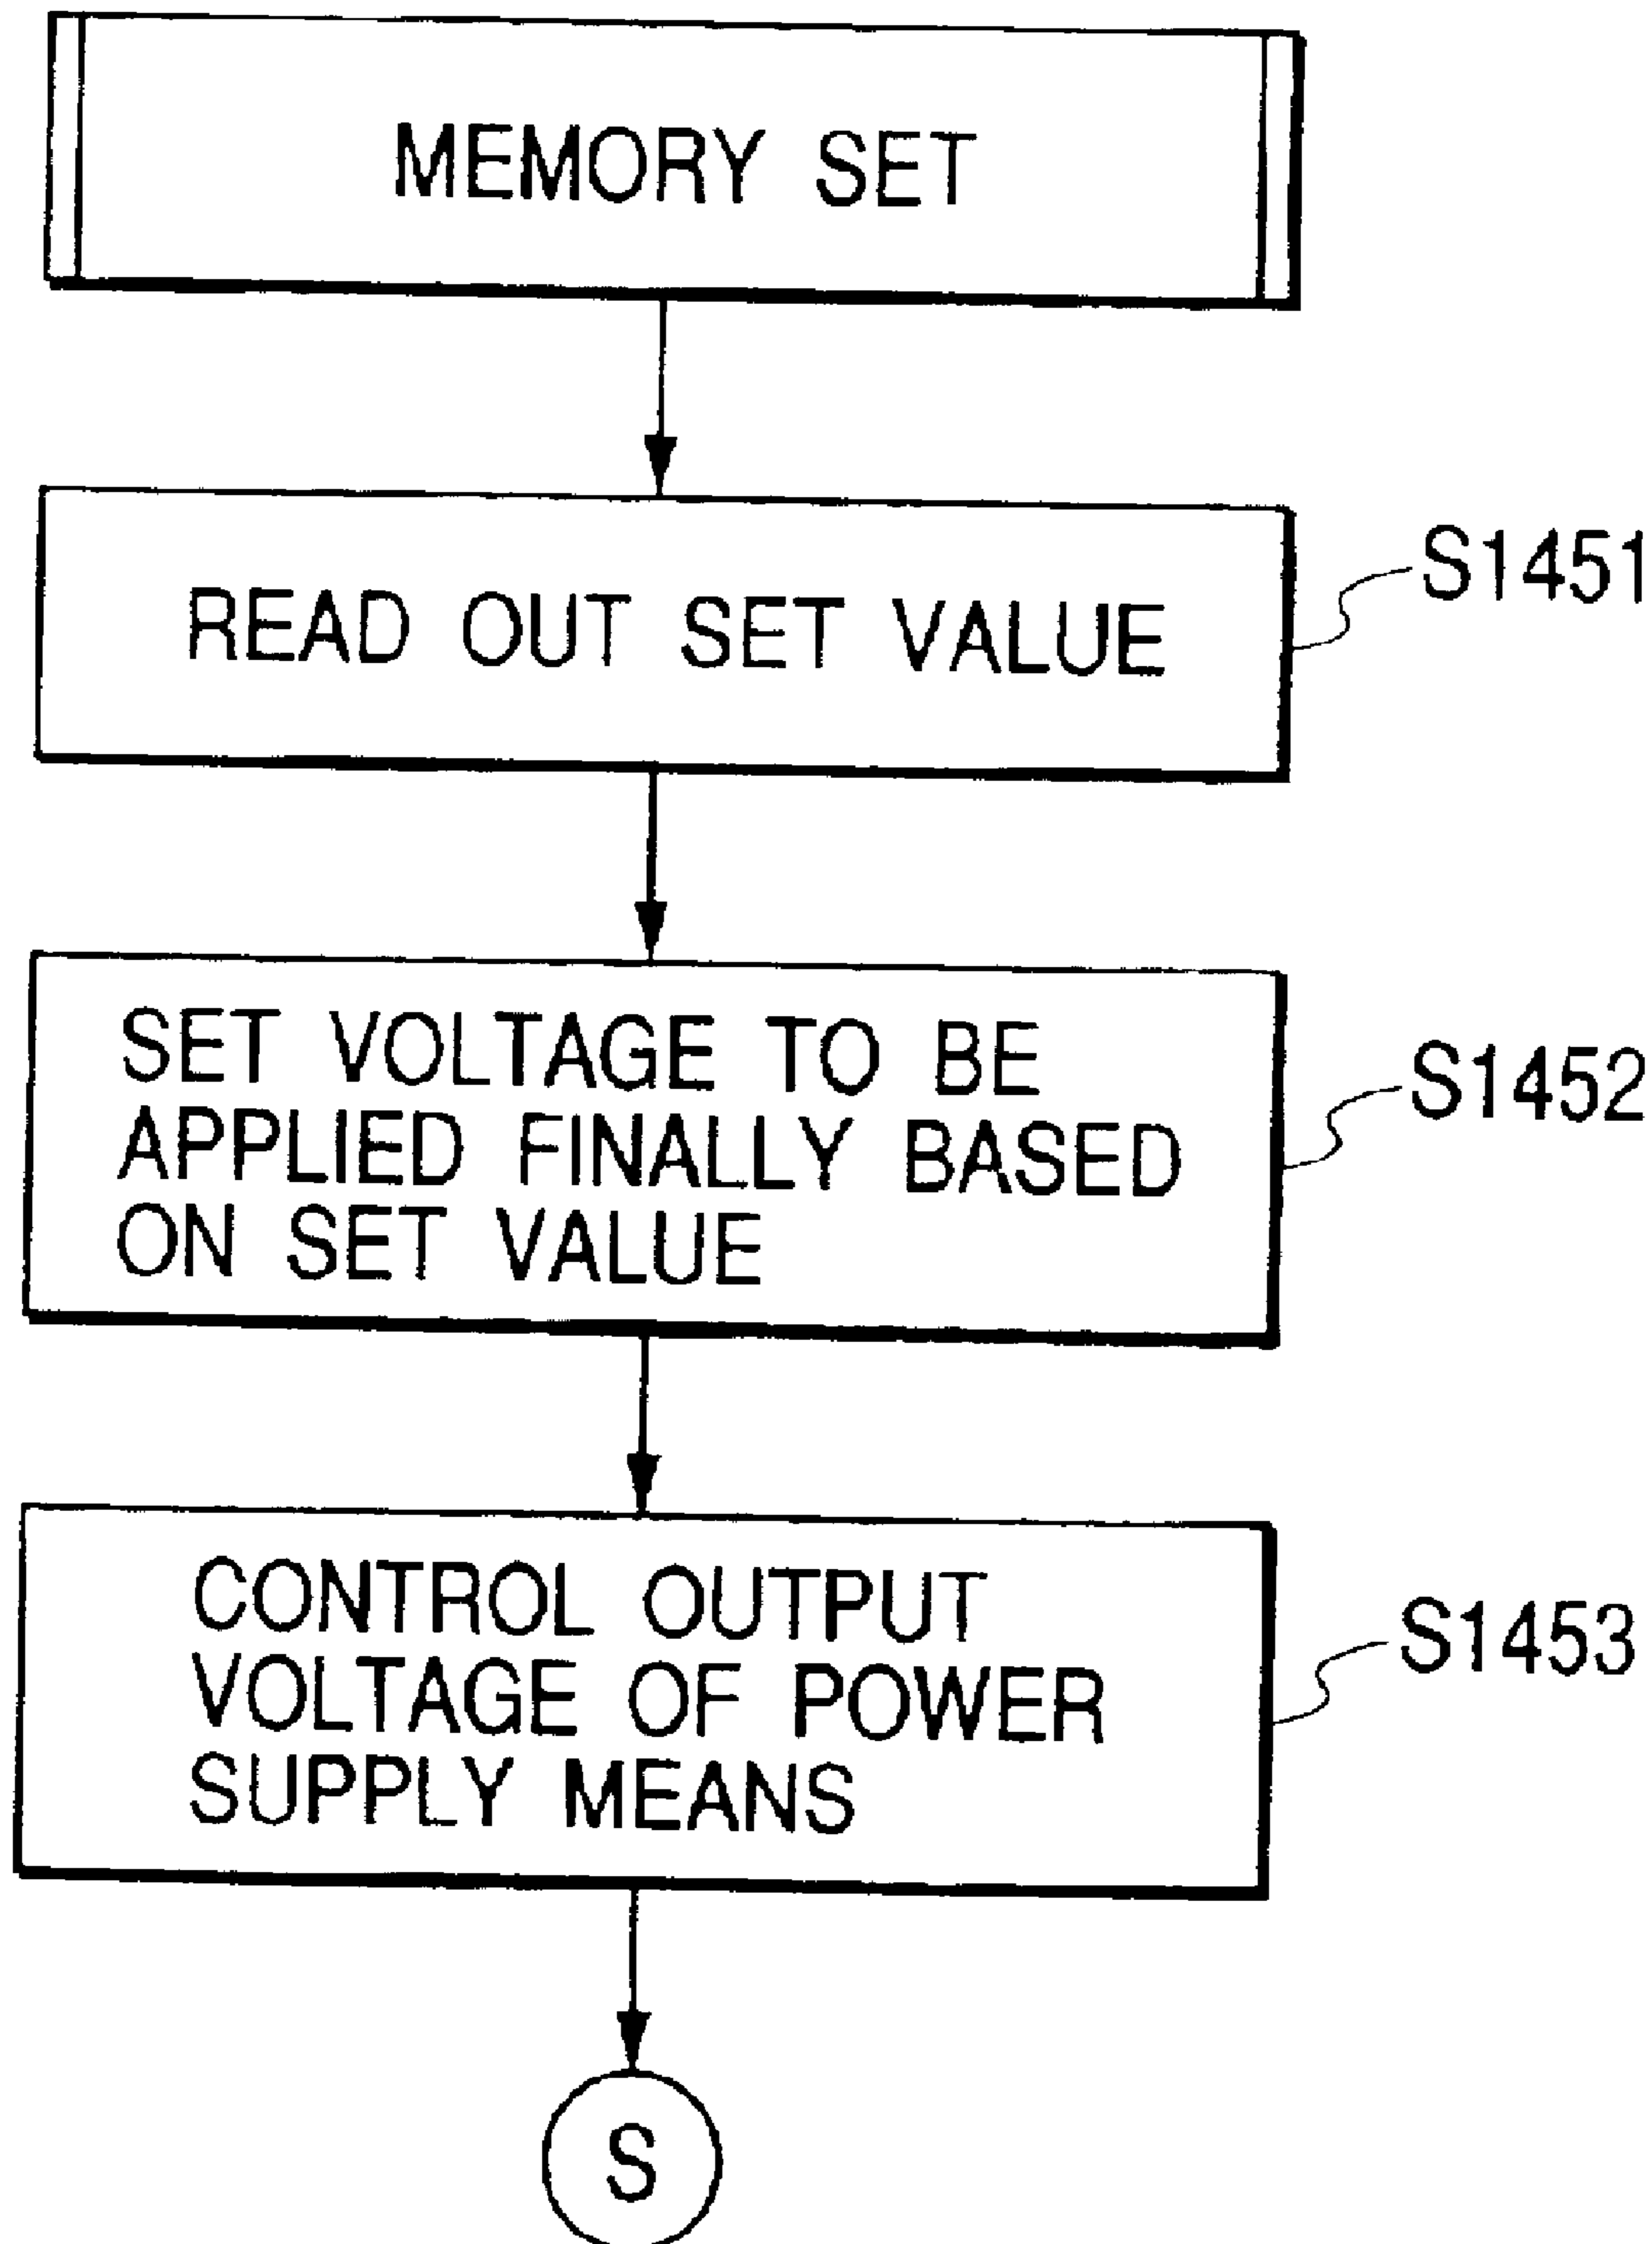 MEMORY SET
READ OUT SET VALUE
S1451
SET VOLTAGE TO BE
APPLIED FINALLY BASED
ON SET VALUE
S1452
CONTROL OUTPUT
VOLTAGE OF POWER
SUPPLY MEANS
S1453
S